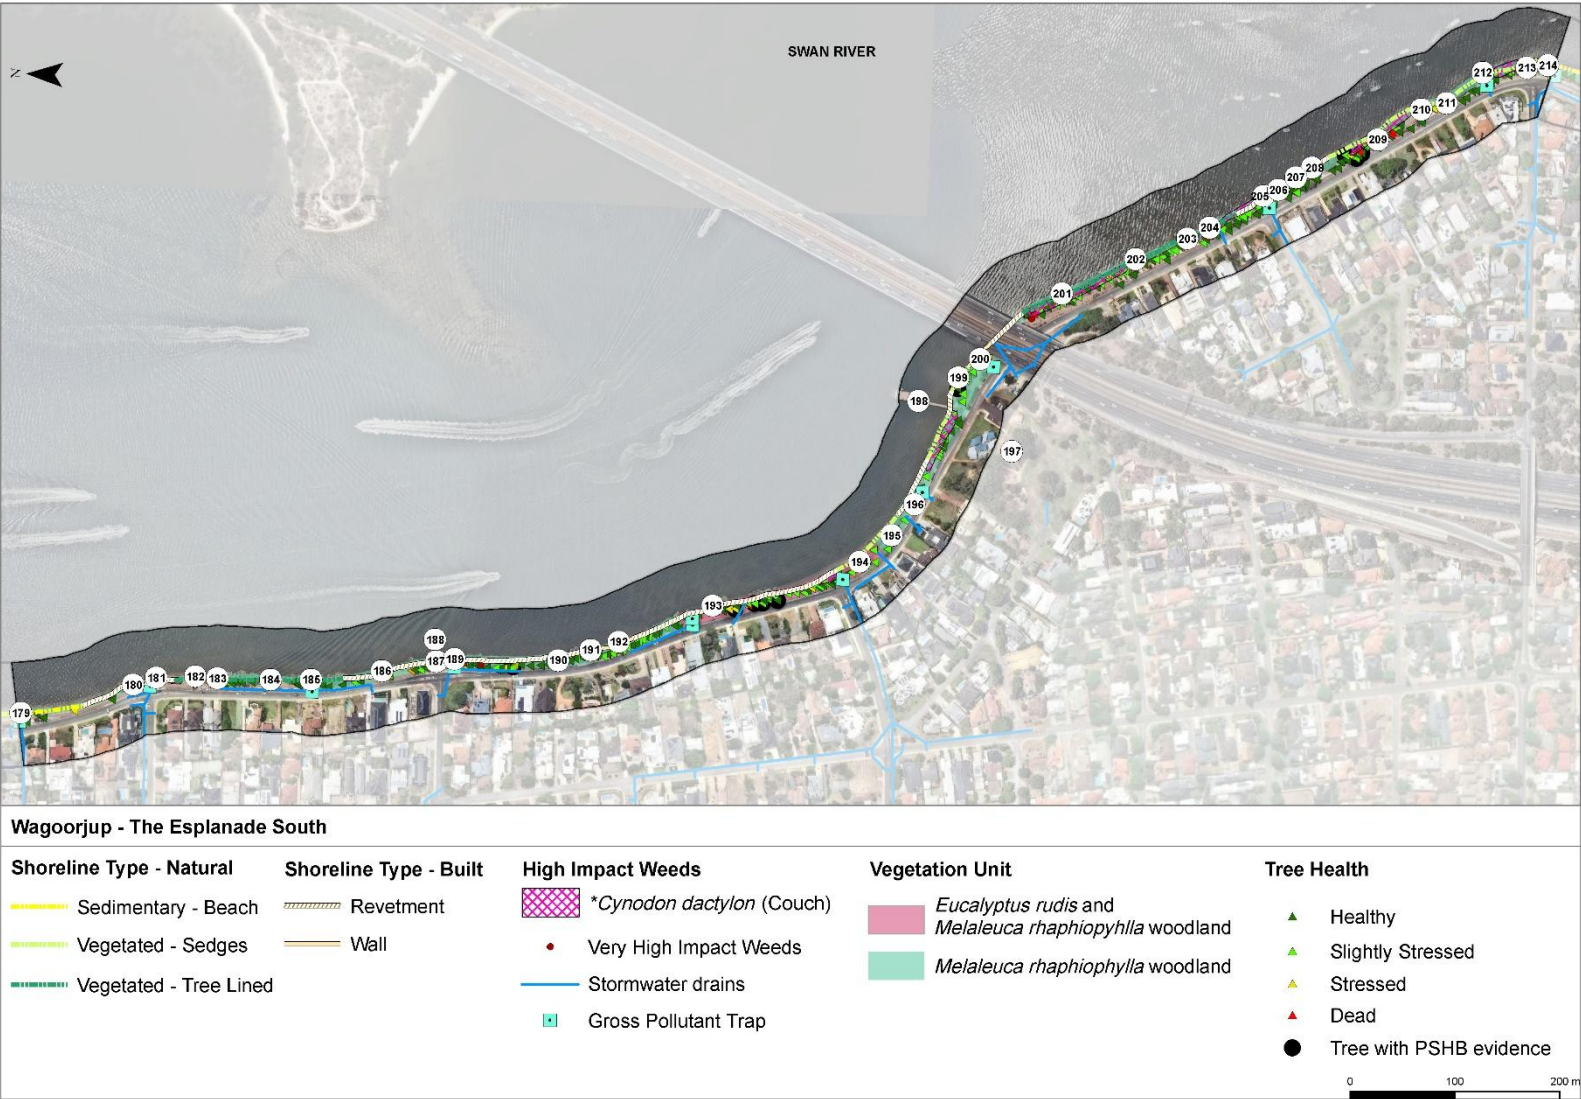 SWAN RIVER
N
212
213
214
210
211
209
208
207
206
205
204
203
202
201
200
199
198
197
196
195
194
193
188
192
191
190
189
187
186
185
184
183
182
181
180
179
Wagoorjup - The Esplanade South
Shoreline Type - Natural
Sedimentary - Beach
Vegetated - Sedges
Vegetated - Tree Lined
Shoreline Type - Built
Revetment
Wall
High Impact Weeds
*Cynodon dactylon (Couch)
Very High Impact Weeds
Stormwater drains
Gross Pollutant Trap
Vegetation Unit
Eucalyptus rudis and
Melaleuca rhaphiopyhlla woodland
Melaleuca rhaphiophylla woodland
Tree Health
Healthy
Slightly Stressed
Stressed
Dead
Tree with PSHB evidence
0 100 200 m